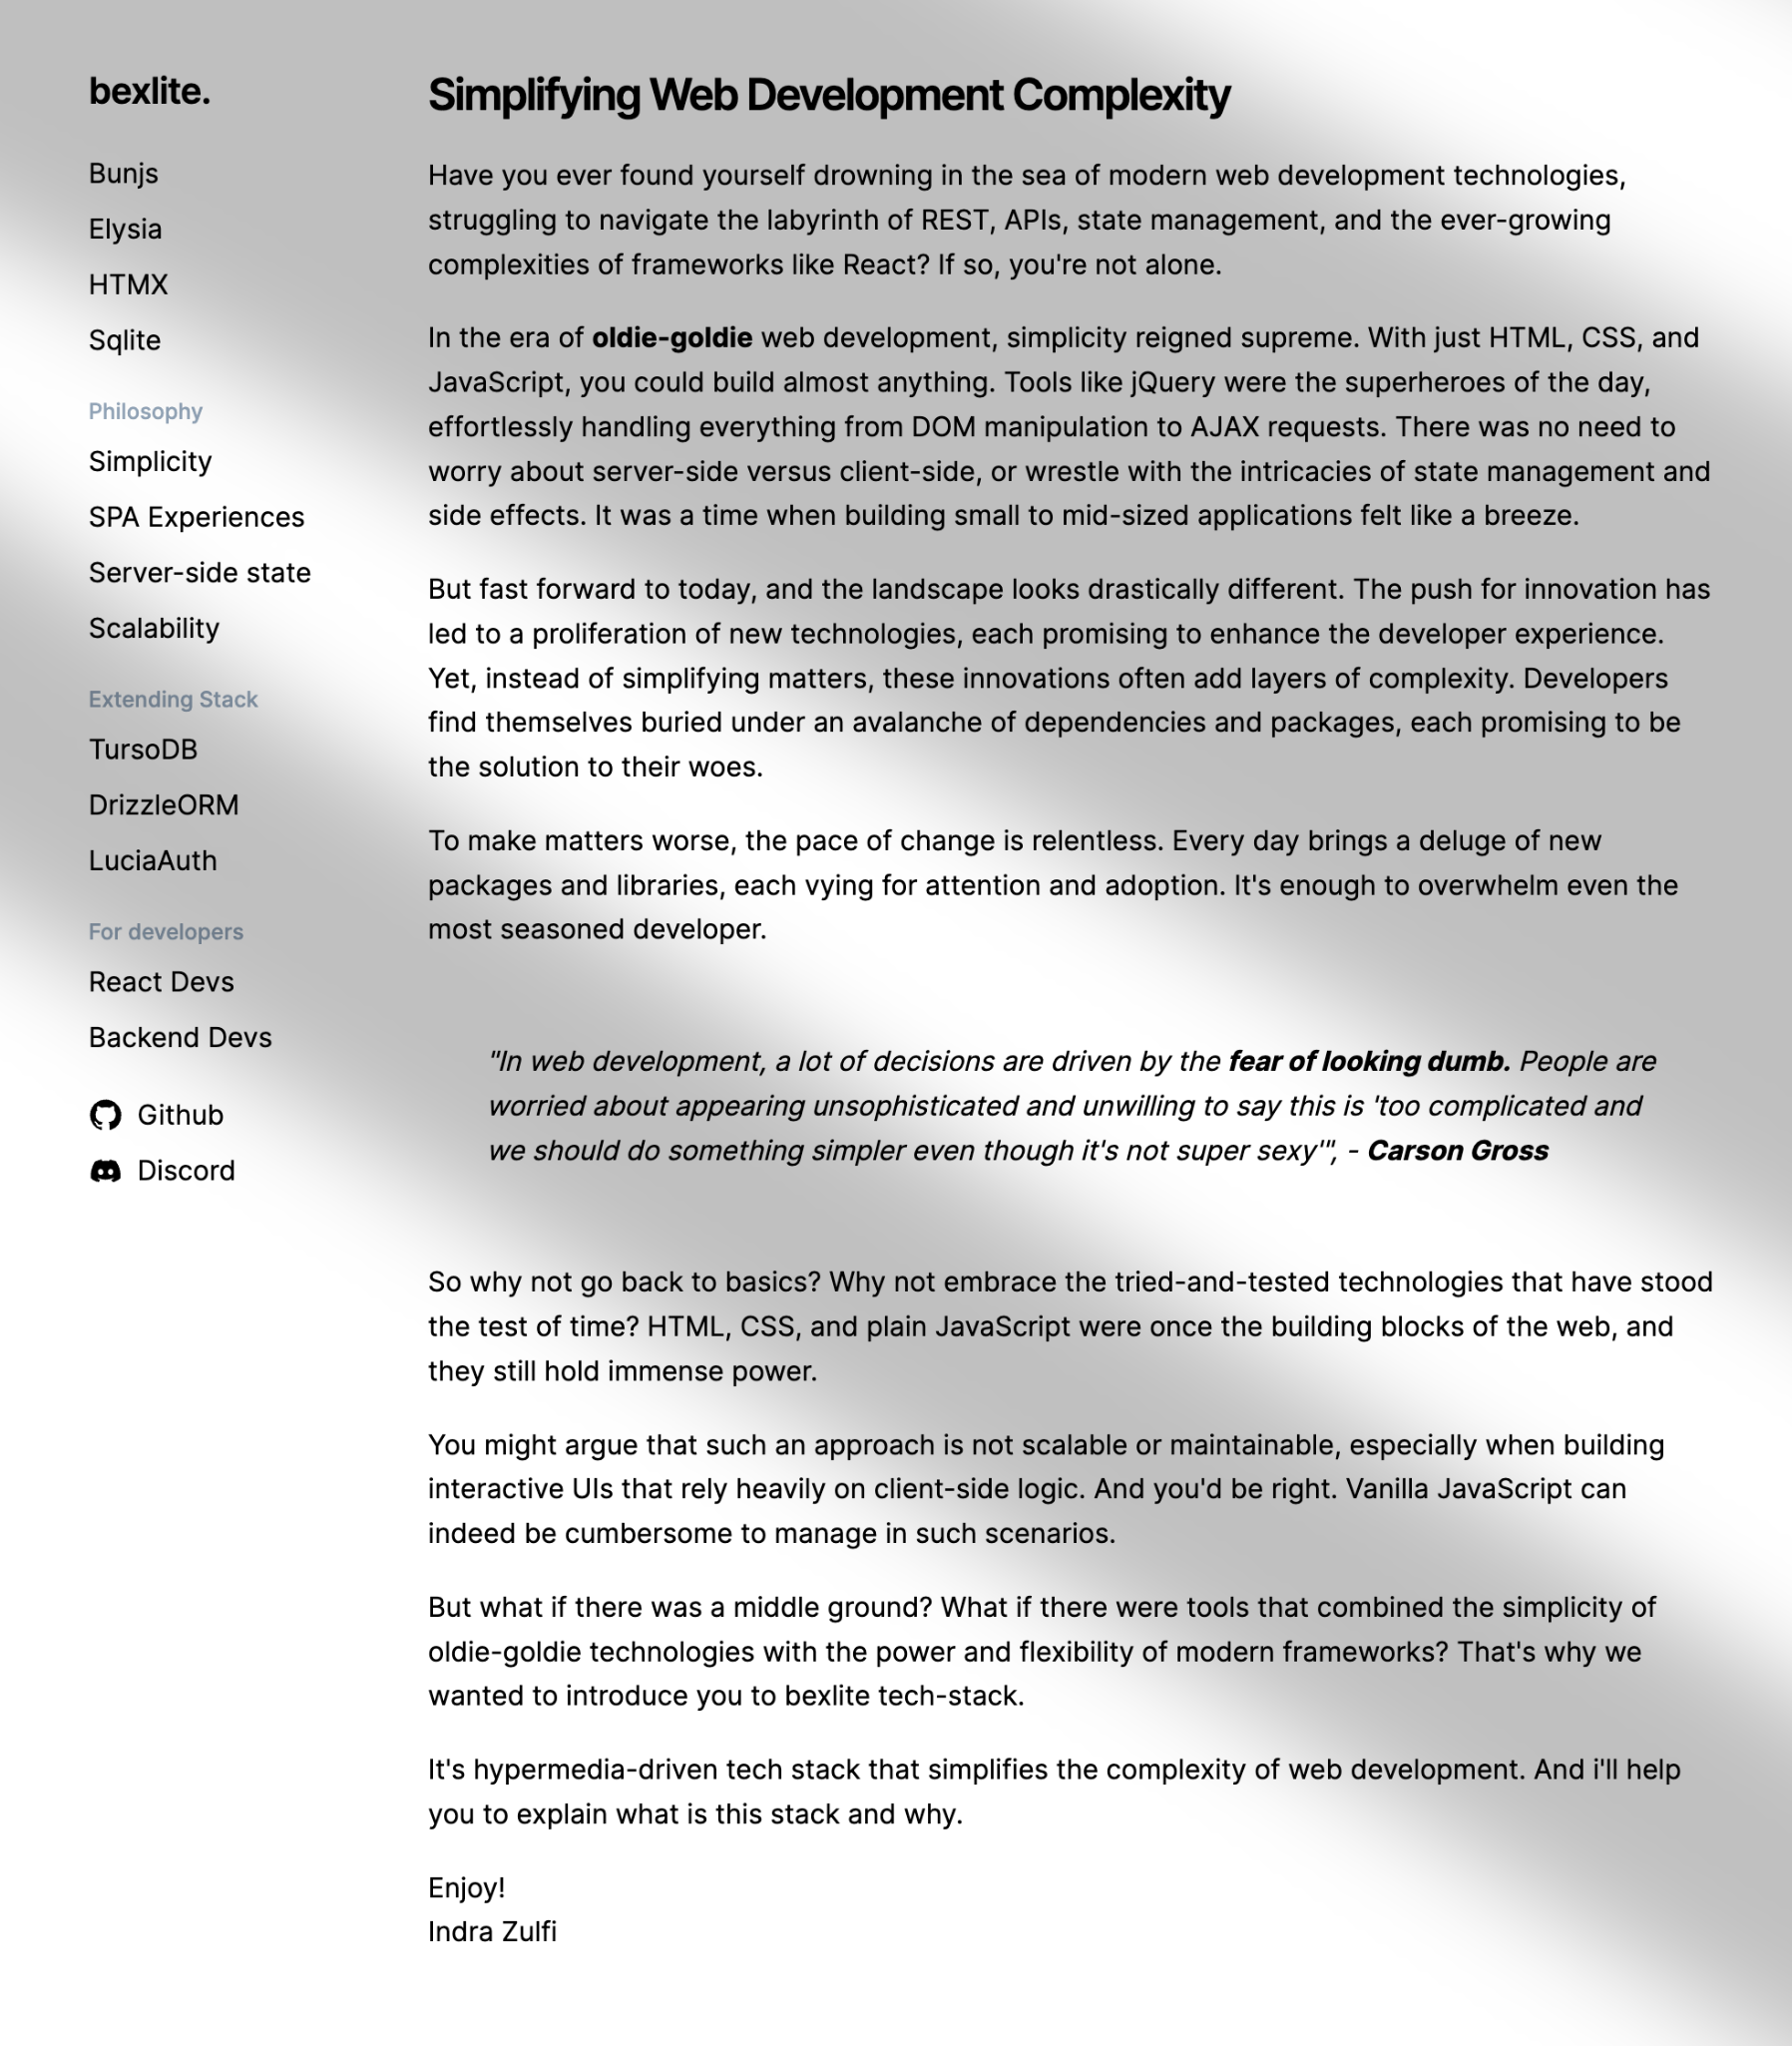 bexlite.
Bunjs
Elysia
HTMX
Sqlite
Philosophy
Simplicity
SPA Experiences
Server-side state
Scalability
Extending Stack
TursoDB
DrizzleORM
LuciaAuth
For developers
React Devs
Backend Devs
Github
Discord
Simplifying Web Development Complexity
Have you ever found yourself drowning in the sea of modern web development technologies,
struggling to navigate the labyrinth of REST, APIs, state management, and the ever-growing
complexities of frameworks like React? If so, you're not alone.
In the era of oldie-goldie web development, simplicity reigned supreme. With just HTML, CSS, and
JavaScript, you could build almost anything. Tools like jQuery were the superheroes of the day,
effortlessly handling everything from DOM manipulation to AJAX requests. There was no need to
worry about server-side versus client-side, or wrestle with the intricacies of state management and
side effects. It was a time when building small to mid-sized applications felt like a breeze.
But fast forward to today, and the landscape looks drastically different. The push for innovation has
led to a proliferation of new technologies, each promising to enhance the developer experience.
Yet, instead of simplifying matters, these innovations often add layers of complexity. Developers
find themselves buried under an avalanche of dependencies and packages, each promising to be
the solution to their woes.
To make matters worse, the pace of change is relentless. Every day brings a deluge of new
packages and libraries, each vying for attention and adoption. It's enough to overwhelm even the
most seasoned developer.
"In web development, a lot of decisions are driven by the fear of looking dumb. People are
worried about appearing unsophisticated and unwilling to say this is 'too complicated and
we should do something simpler even though it's not super sexy'", - Carson Gross
So why not go back to basics? Why not embrace the tried-and-tested technologies that have stood
the test of time? HTML, CSS, and plain JavaScript were once the building blocks of the web, and
they still hold immense power.
You might argue that such an approach is not scalable or maintainable, especially when building
interactive UIs that rely heavily on client-side logic. And you'd be right. Vanilla JavaScript can
indeed be cumbersome to manage in such scenarios.
But what if there was a middle ground? What if there were tools that combined the simplicity of
oldie-goldie technologies with the power and flexibility of modern frameworks? That's why we
wanted to introduce you to bexlite tech-stack.
It's hypermedia-driven tech stack that simplifies the complexity of web development. And i'll help
you to explain what is this stack and why.
Enjoy!
Indra Zulfi